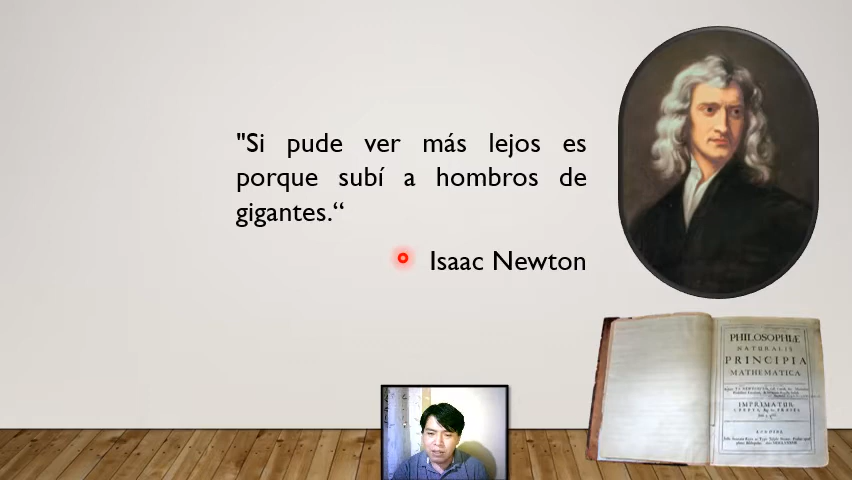 "Si pude ver más lejos es
porque subí a hombros de
gigantes.“
Isaac Newton
PHILOSOPHIÆ
NATURALIS
PRINCIPIA
MATHEMATICA
IMPRIMATUR